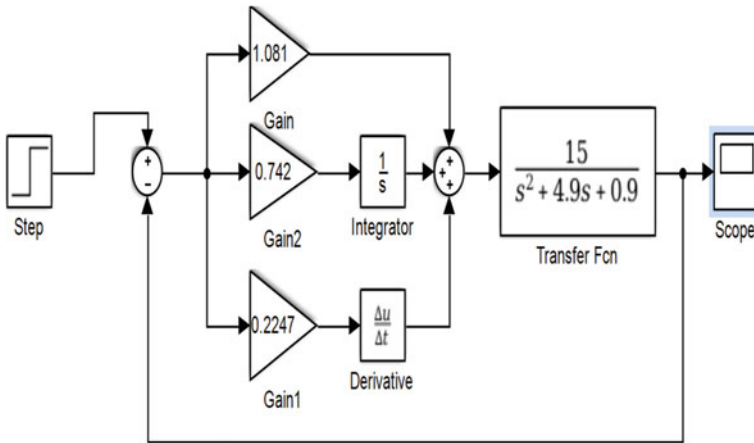 1.081
Gain
Step
+
−
0.742
Gain2
1
s
Integrator
+
+
+
15
s² + 4.9s + 0.9
Transfer Fcn
Scope
0.2247
Gain1
Δu
Δt
Derivative